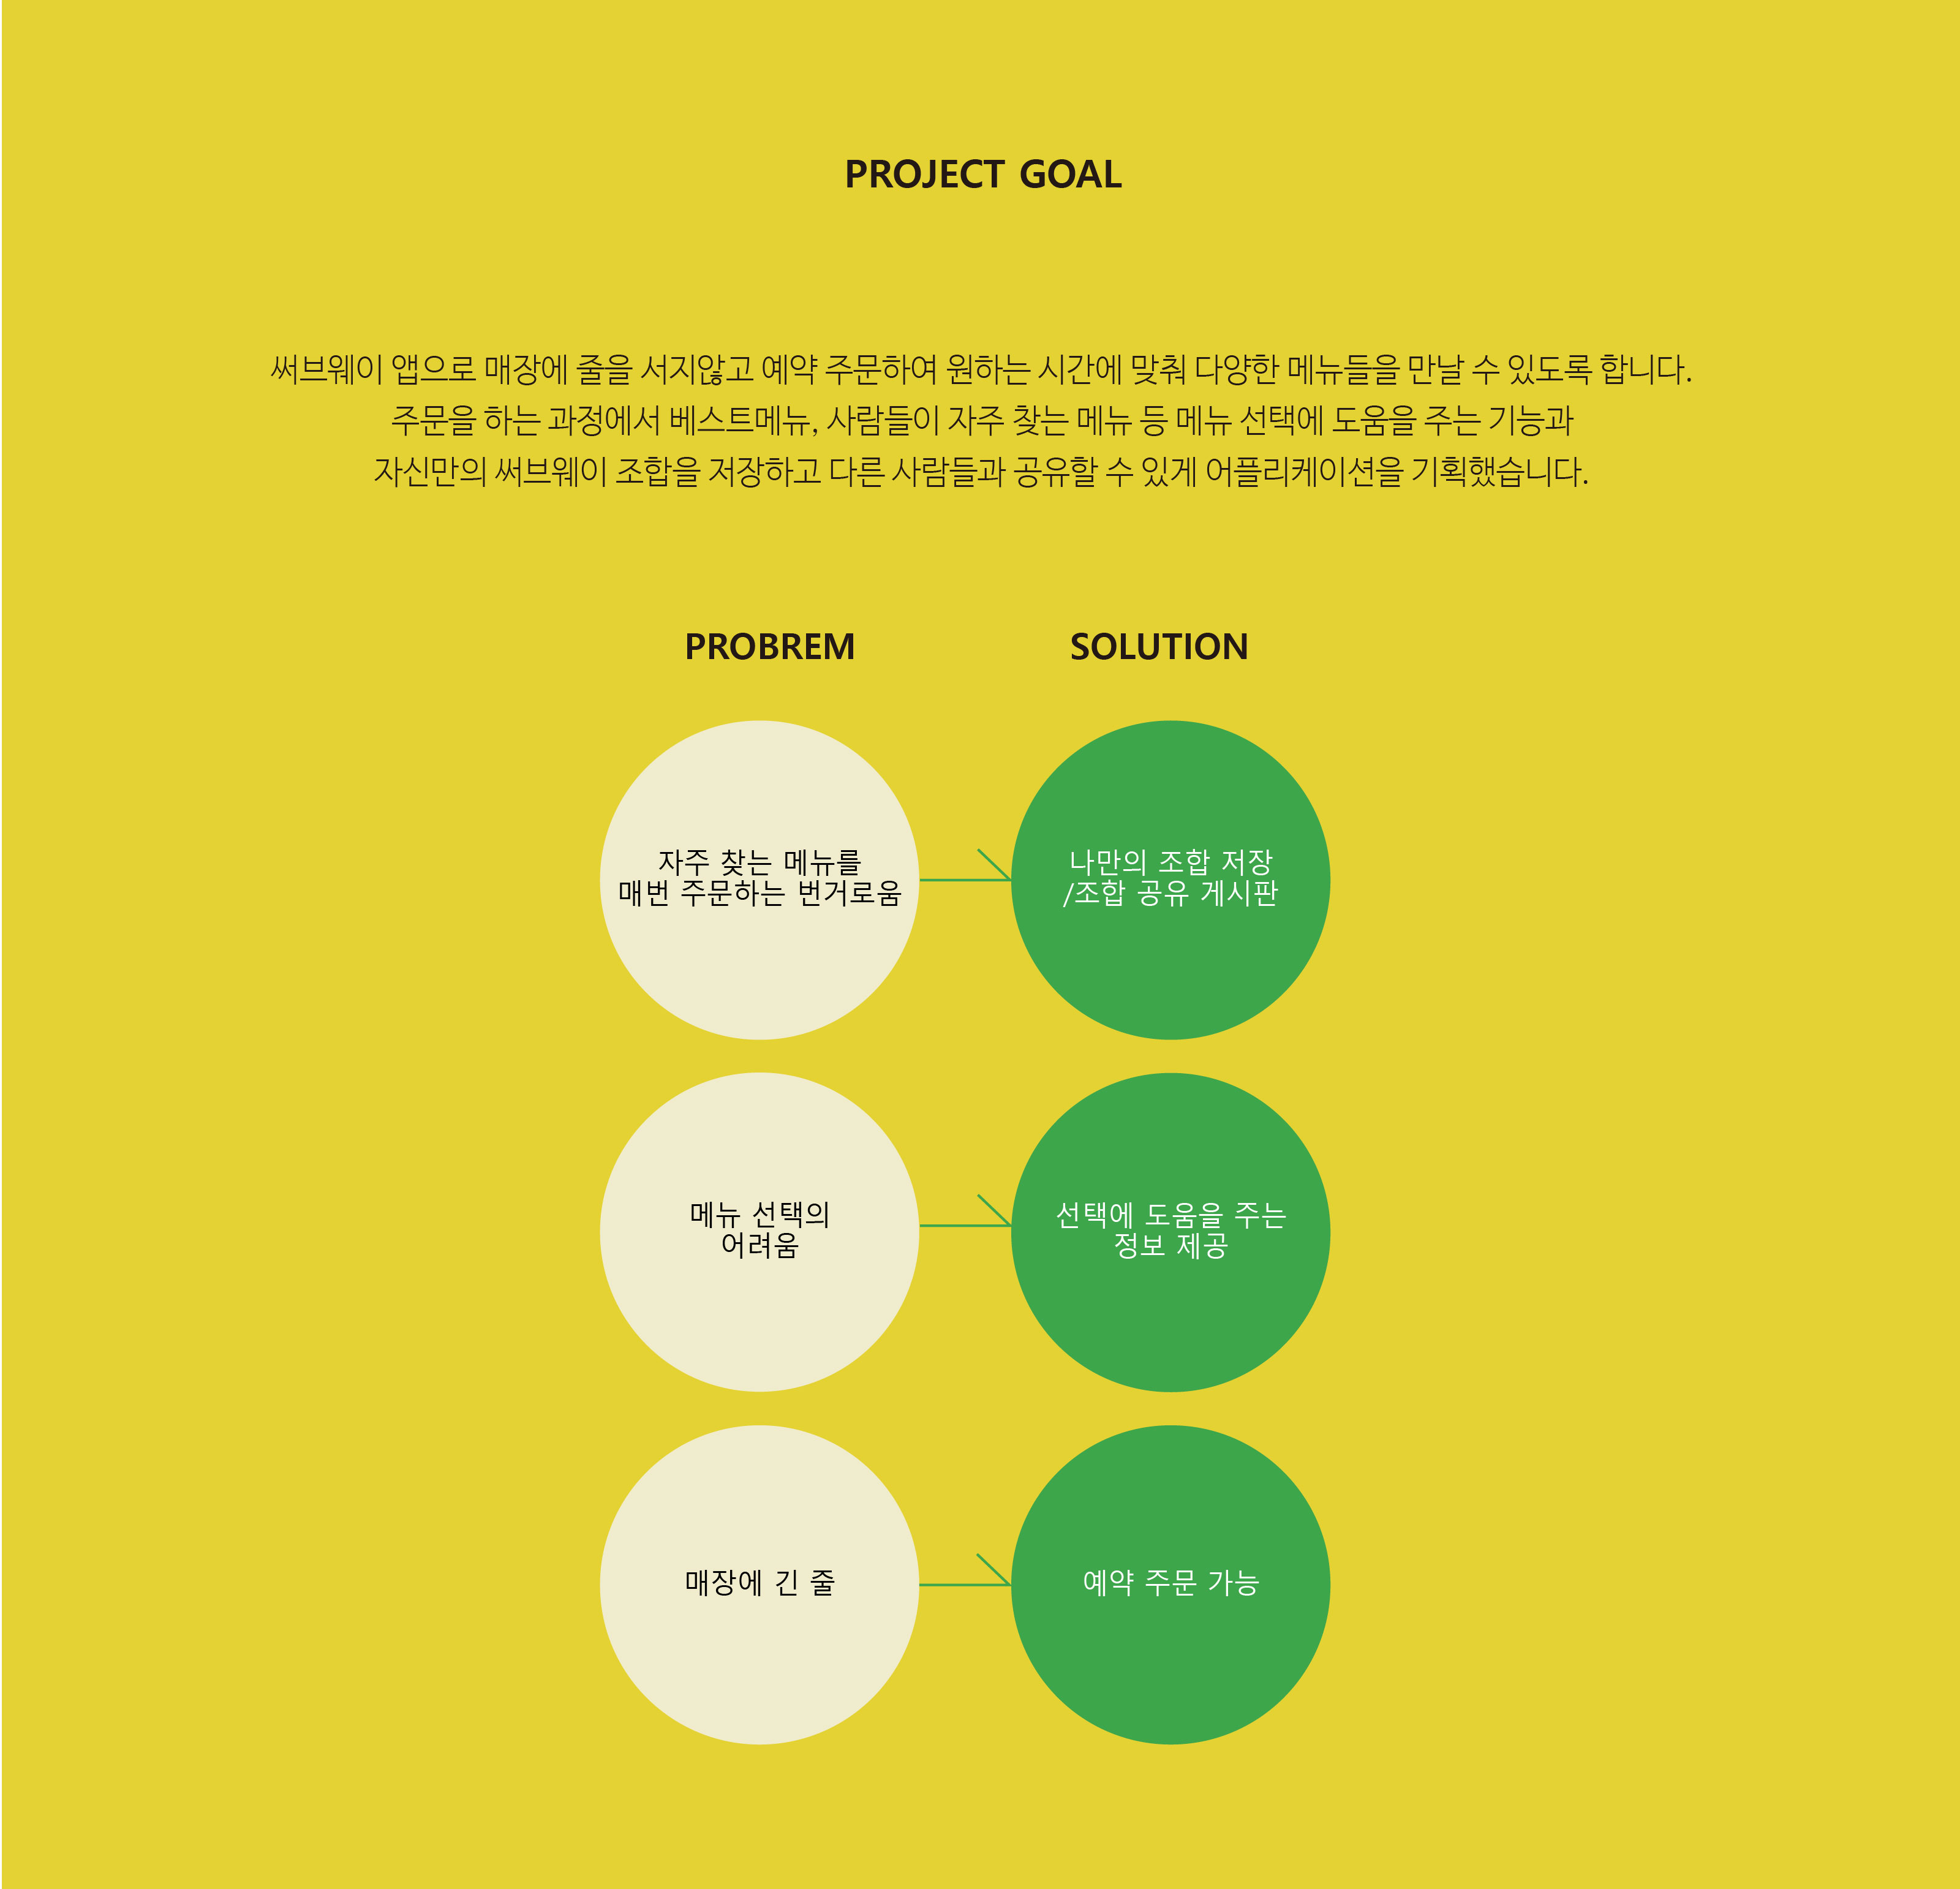 PROJECT GOAL
써브웨이 앱으로 매장에 줄을 서지않고 예약 주문하여 원하는 시간에 맞춰 다양한 메뉴들을 만날 수 있도록 합니다.
주문을 하는 과정에서 베스트메뉴, 사람들이 자주 찾는 메뉴 등 메뉴 선택에 도움을 주는 기능과
자신만의 써브웨이 조합을 저장하고 다른 사람들과 공유할 수 있게 어플리케이션을 기획했습니다.
PROBREM
SOLUTION
자주 찾는 메뉴를
매번 주문하는 번거로움
나만의 조합 저장
/조합 공유 게시판
메뉴 선택의
어려움
선택에 도움을 주는
정보 제공
매장에 긴 줄
예약 주문 가능